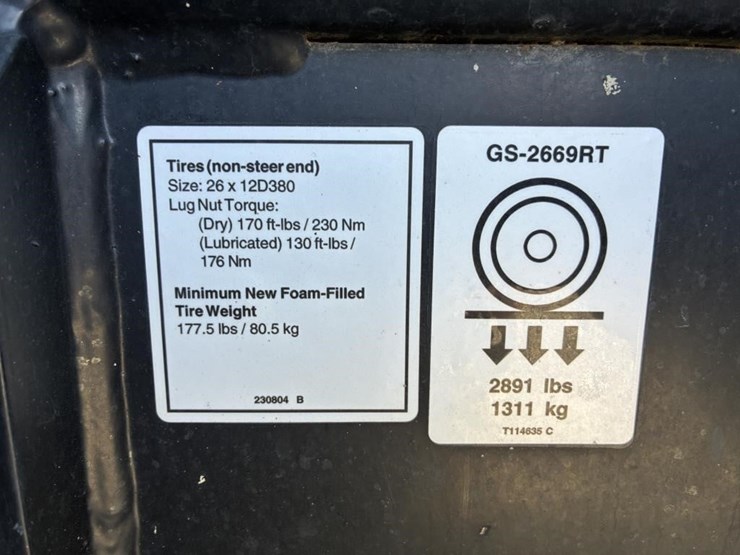 Tires (non-steer end)
Size: 26 x 12D380
Lug Nut Torque:
(Dry) 170 ft-lbs / 230 Nm
(Lubricated) 130 ft-lbs /
176 Nm
Minimum New Foam-Filled
Tire Weight
177.5 lbs / 80.5 kg
230804 B
GS-2669RT
2891 lbs
1311 kg
T114635 C